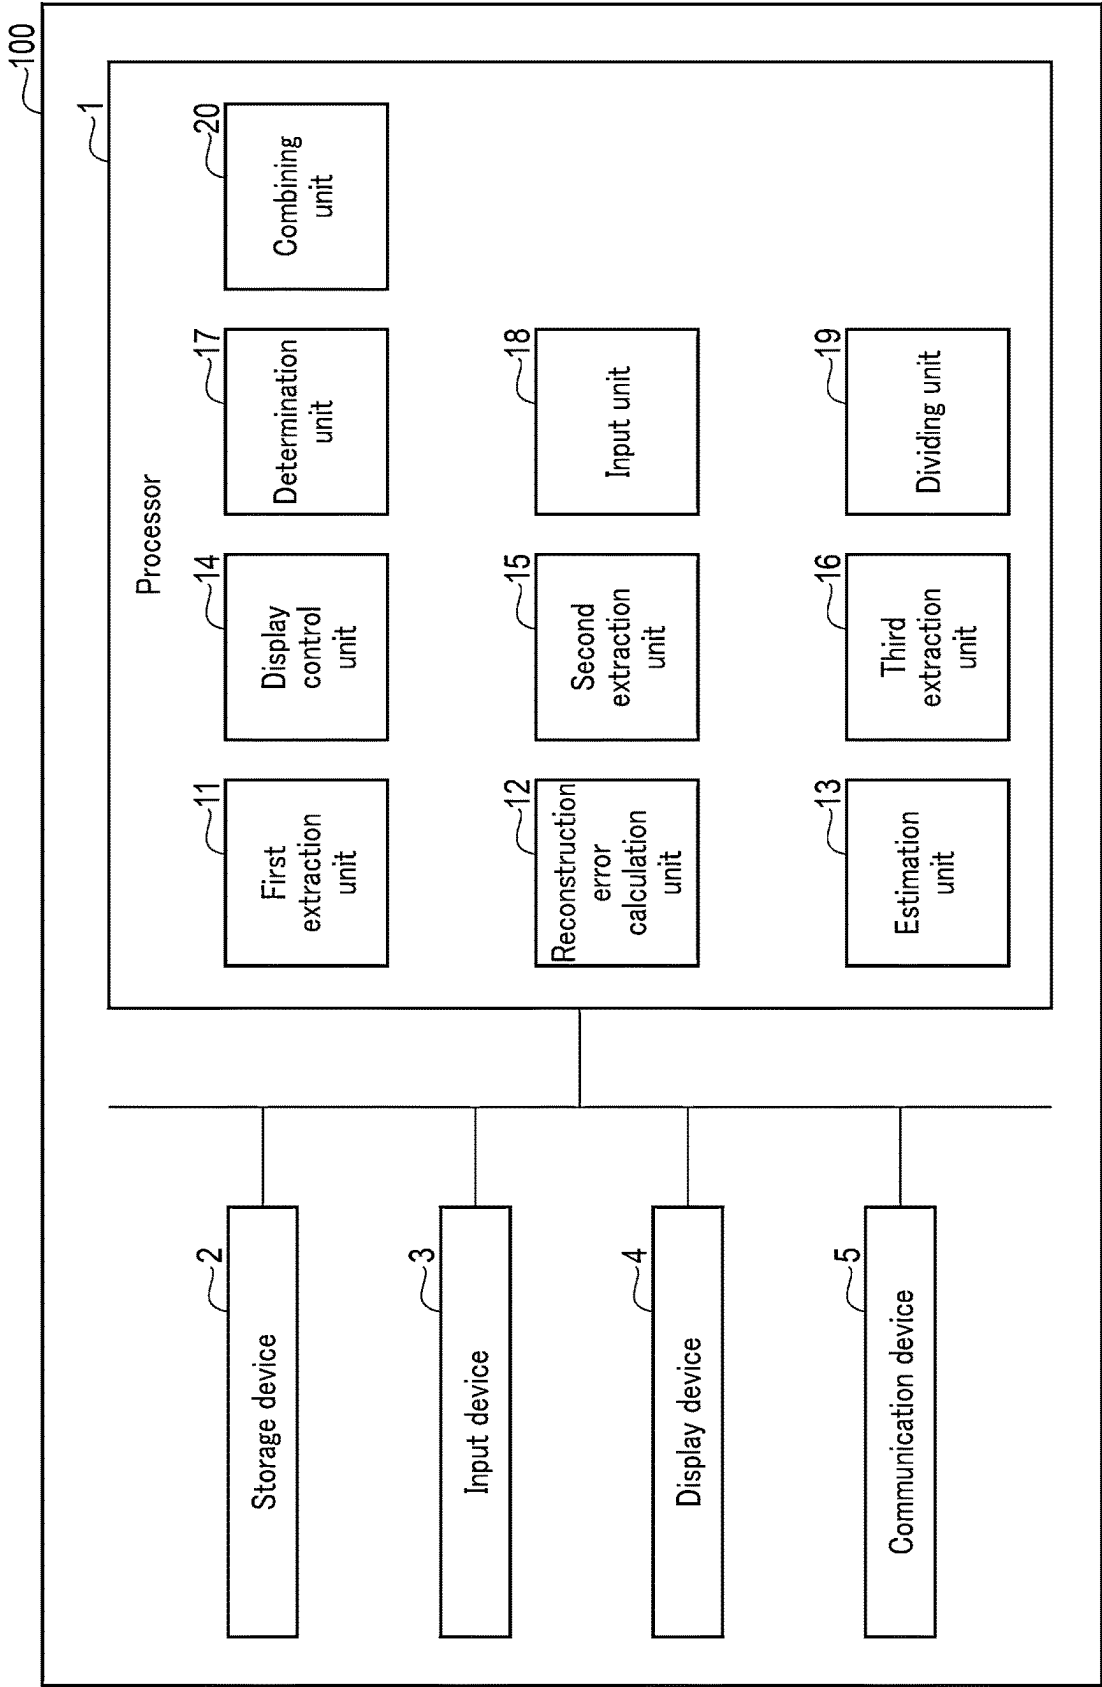 100
1
Processor
11
First
extraction
unit
14
Display
control
unit
17
Determination
unit
20
Combining
unit
12
Reconstruction
error
calculation
unit
15
Second
extraction
unit
18
Input unit
13
Estimation
unit
16
Third
extraction
unit
19
Dividing unit
2
Storage device
3
Input device
4
Display device
5
Communication device